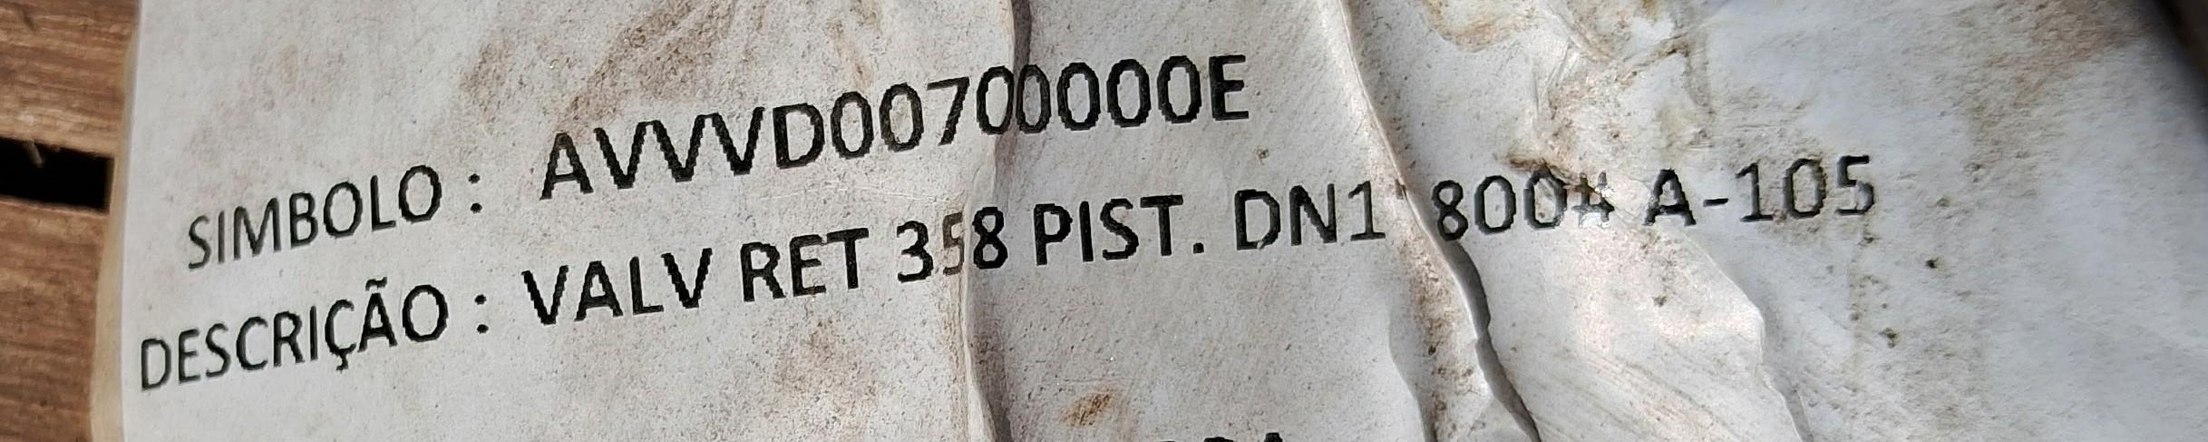 SIMBOLO : AVVVD00700000E
DESCRIÇÃO : VALV RET 358 PIST. DN1" 800# A-105